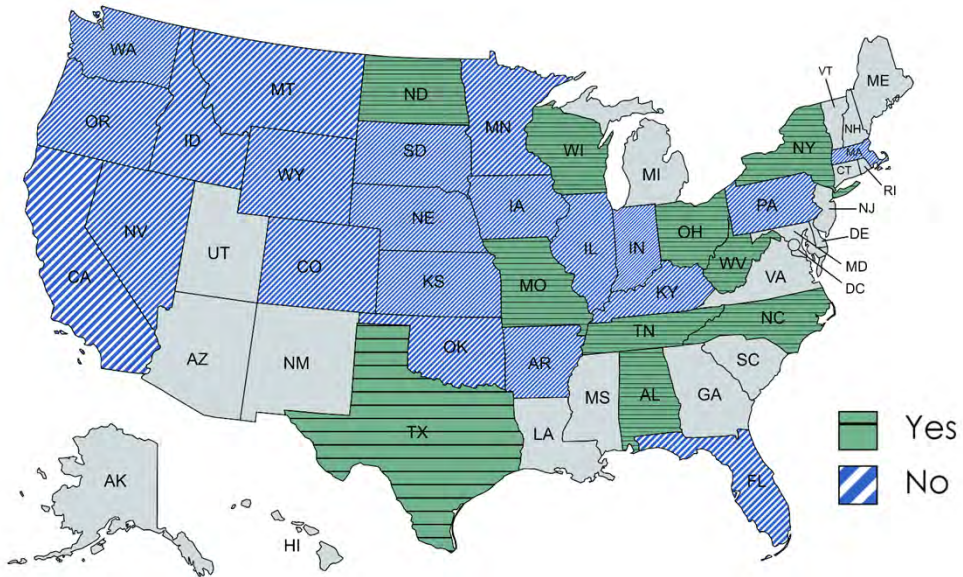 WA
MT
ND
MN
OR
ID
SD
WI
WY
MI
VT
ME
NH
NY
MA
CT
RI
NV
NE
IA
PA
NJ
CA
UT
CO
KS
MO
IL
IN
OH
WV
DE
MD
DC
VA
KY
AZ
NM
OK
AR
TN
NC
SC
MS
AL
GA
TX
LA
FL
AK
HI
Yes
No